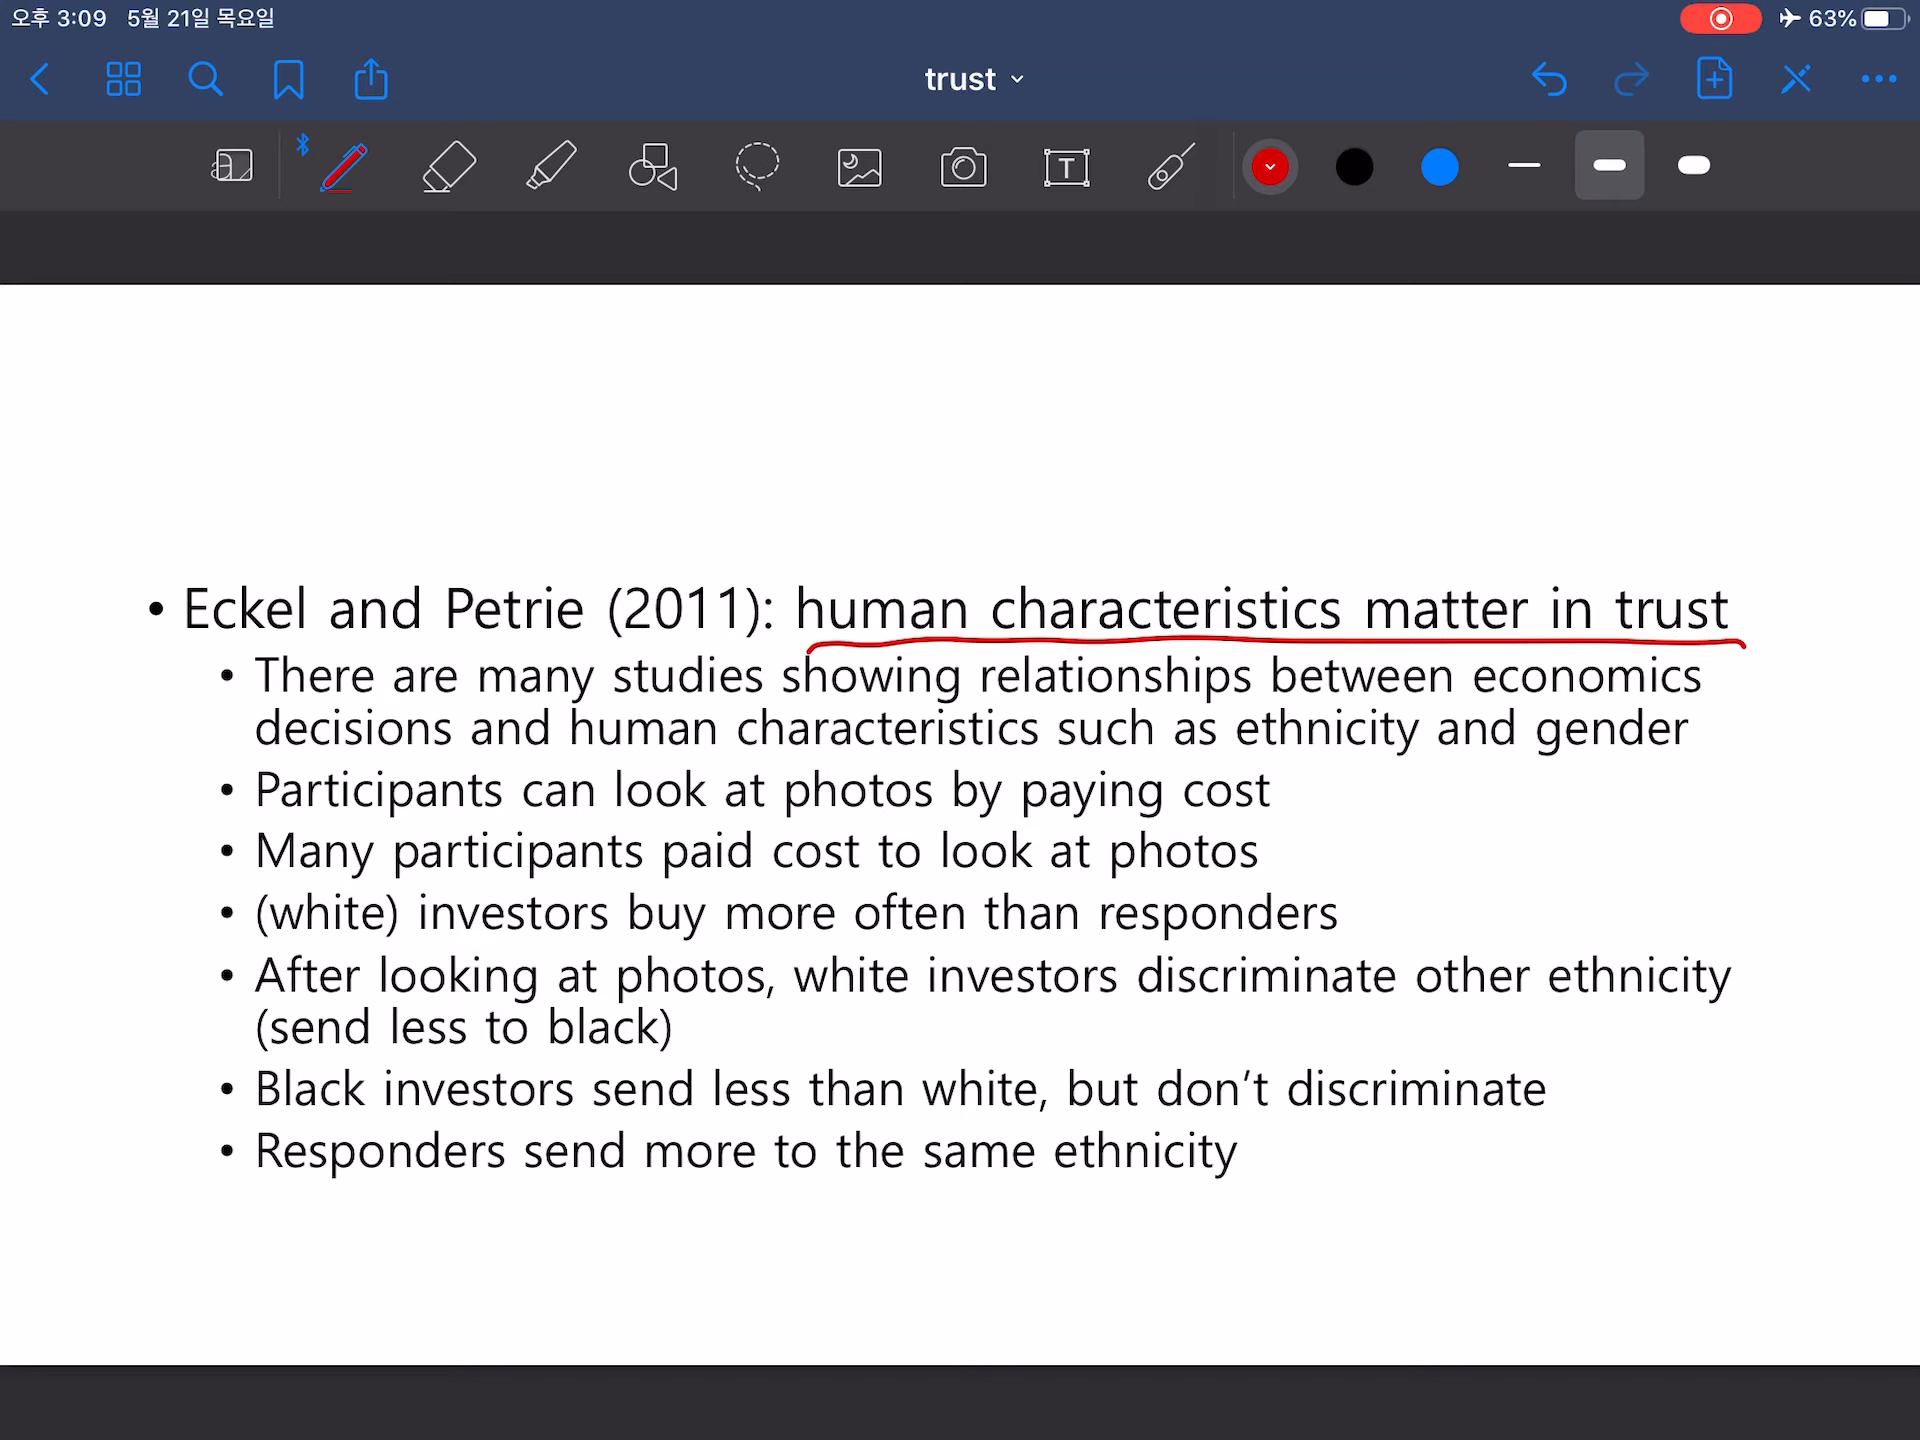 오후 3:09 5월 21일 목요일
63%
trust
T
• Eckel and Petrie (2011): human characteristics matter in trust
• There are many studies showing relationships between economics
decisions and human characteristics such as ethnicity and gender
• Participants can look at photos by paying cost
• Many participants paid cost to look at photos
• (white) investors buy more often than responders
• After looking at photos, white investors discriminate other ethnicity
(send less to black)
• Black investors send less than white, but don’t discriminate
• Responders send more to the same ethnicity